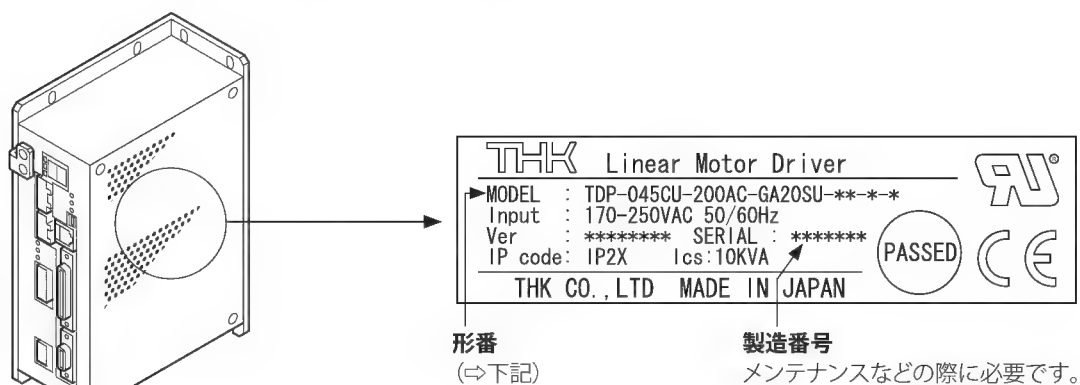 THK Linear Motor Driver
MODEL : TDP-045CU-200AC-GA20SU-**-*-*
Input : 170-250VAC 50/60Hz
Ver : ******** SERIAL : *******
IP code: IP2X Ics:10KVA
PASSED
CE
THK CO.,LTD MADE IN JAPAN
形番
(⇨下記)
製造番号
メンテナンスなどの際に必要です。